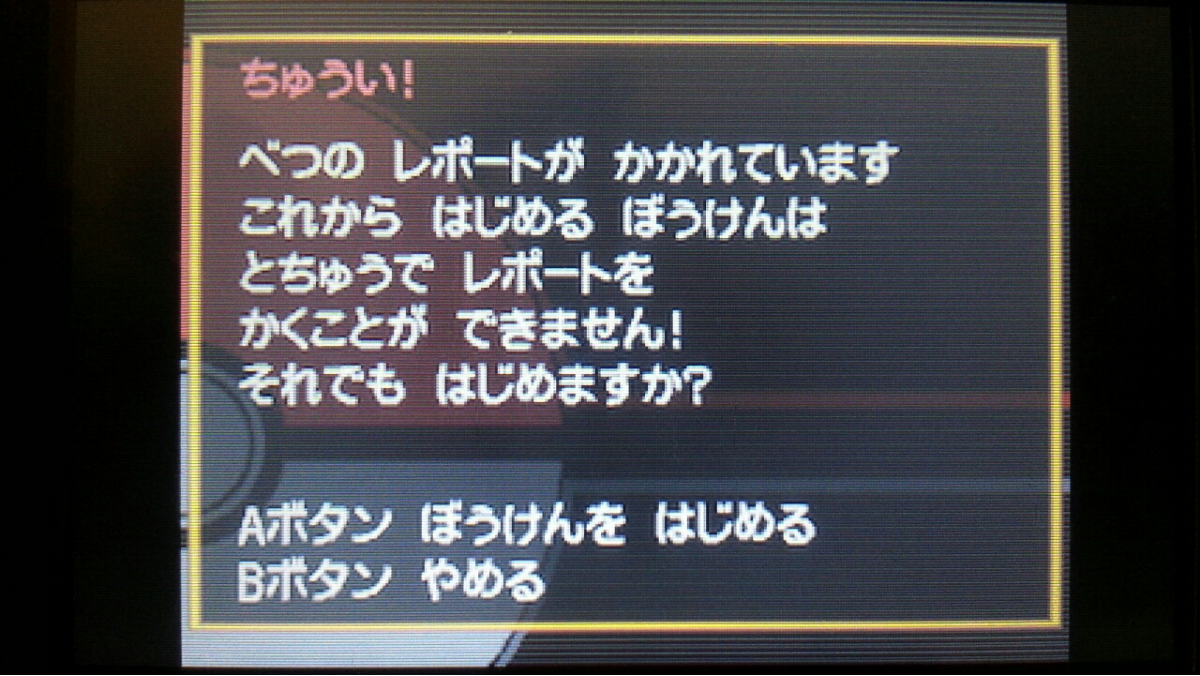 ちゅうい!
べつの レポートが かかれています
これから はじめる ぼうけんは
とちゅうで レポートを
かくことが できません!
それでも はじめますか?
Aボタン ぼうけんを はじめる
Bボタン やめる